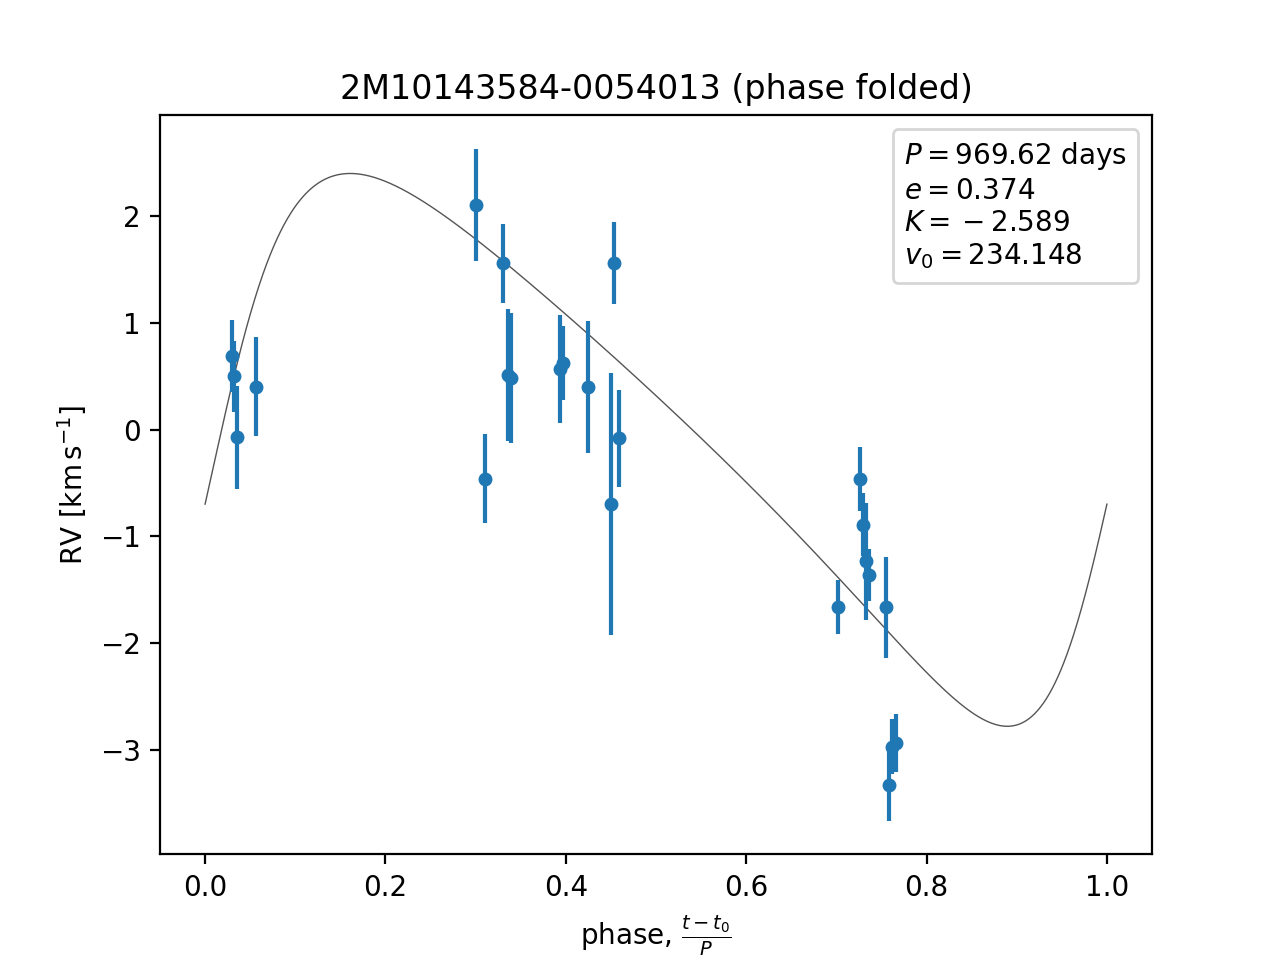 2M10143584-0054013 (phase folded)
P = 969.62 days
e = 0.374
K = −2.589
v₀ = 234.148
RV [km s⁻¹]
2
1
0
−1
−2
−3
0.0 0.2 0.4 0.6 0.8 1.0
phase, (t − t₀)/P